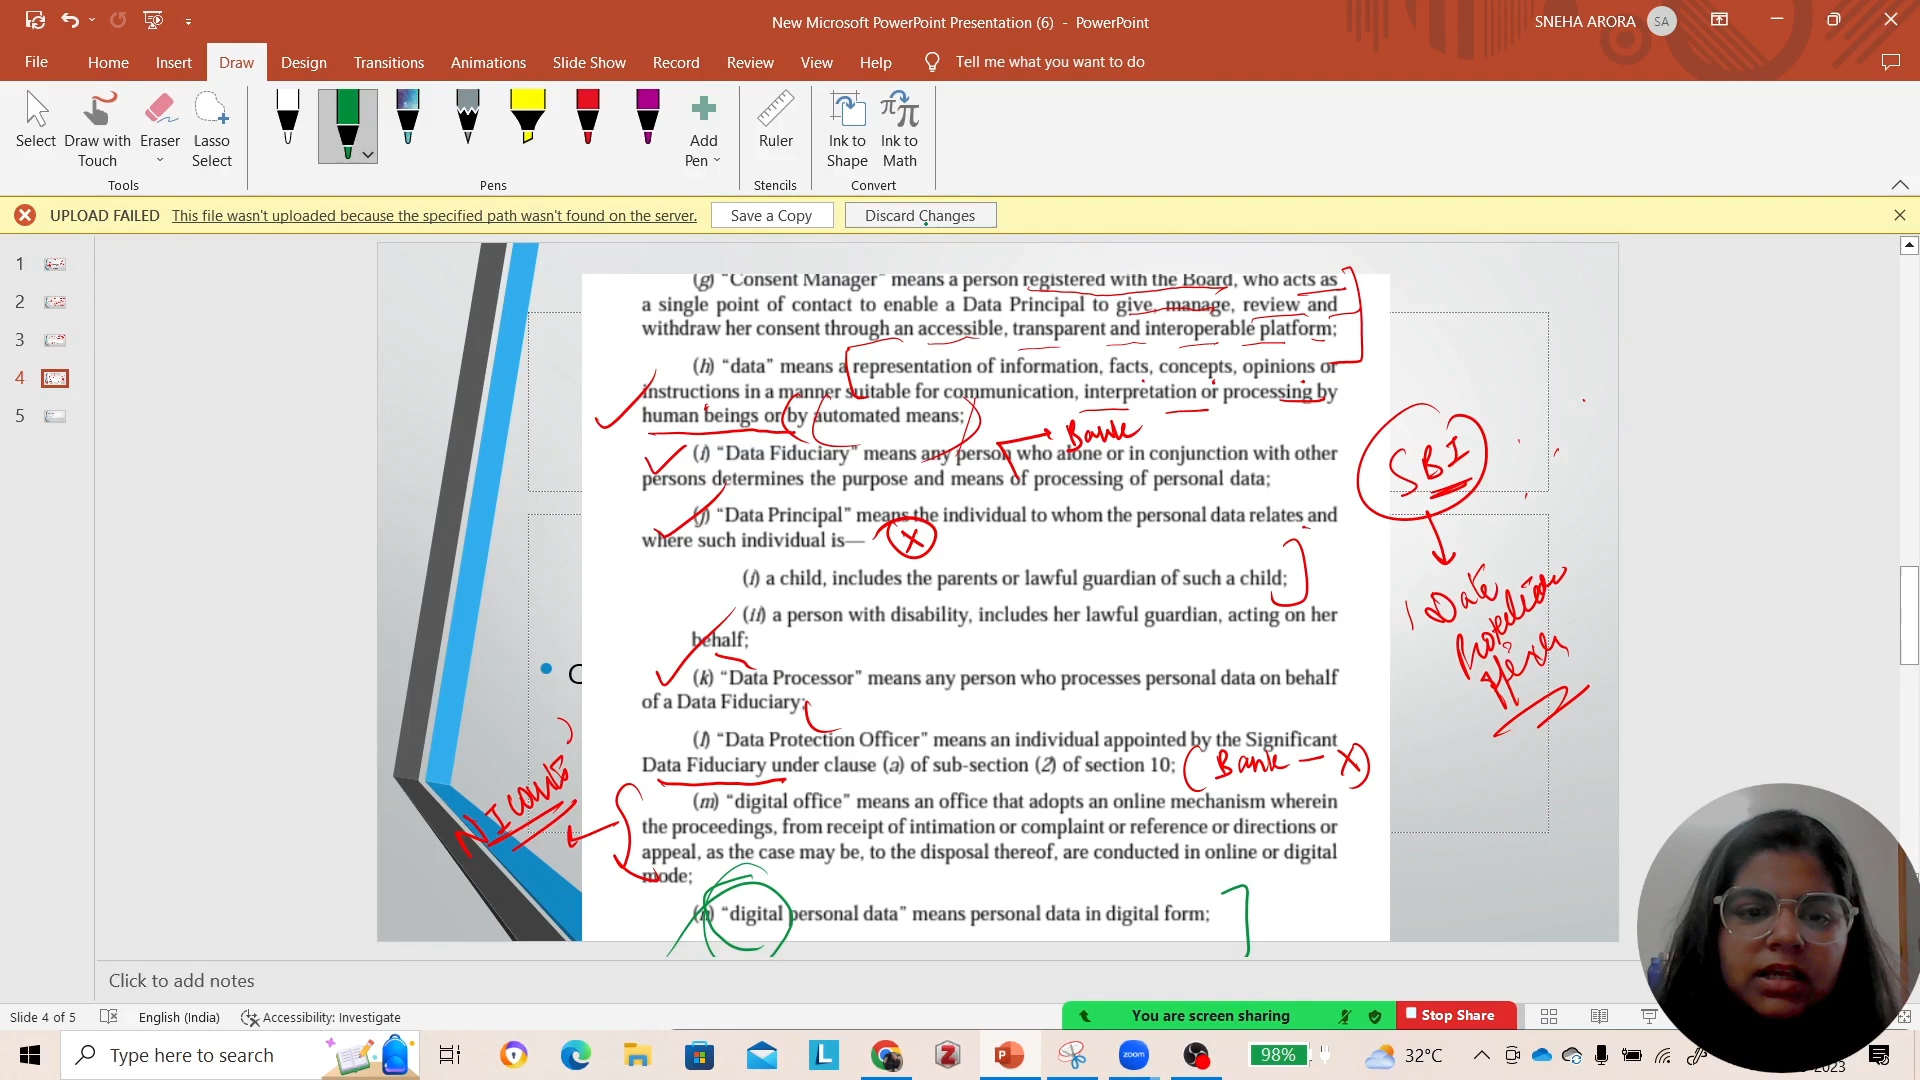 New Microsoft PowerPoint Presentation (6) - PowerPoint
SNEHA ARORA
SA
File
Home
Insert
Draw
Design
Transitions
Animations
Slide Show
Record
Review
View
Help
Tell me what you want to do
Select
Draw with Touch
Eraser
Lasso Select
Add Pen
Ruler
Ink to Shape
Ink to Math
Tools
Pens
Stencils
Convert
UPLOAD FAILED This file wasn't uploaded because the specified path wasn't found on the server.
Save a Copy
Discard Changes
1
2
3
4
5
(g) “Consent Manager” means a person registered with the Board, who acts as
a single point of contact to enable a Data Principal to give, manage, review and
withdraw her consent through an accessible, transparent and interoperable platform;
(h) “data” means a representation of information, facts, concepts, opinions or
instructions in a manner suitable for communication, interpretation or processing by
human beings or by automated means;
Bank
(i) “Data Fiduciary” means any person who alone or in conjunction with other
persons determines the purpose and means of processing of personal data;
SBI
(j) “Data Principal” means the individual to whom the personal data relates and
where such individual is—
X
(i) a child, includes the parents or lawful guardian of such a child;
(ii) a person with disability, includes her lawful guardian, acting on her
behalf;
Data
Protection
(k) “Data Processor” means any person who processes personal data on behalf
of a Data Fiduciary;
(l) “Data Protection Officer” means an individual appointed by the Significant
Data Fiduciary under clause (a) of sub-section (2) of section 10;
(Bank - X)
(m) “digital office” means an office that adopts an online mechanism wherein
the proceedings, from receipt of intimation or complaint or reference or directions or
appeal, as the case may be, to the disposal thereof, are conducted in online or digital
mode;
(n) “digital personal data” means personal data in digital form;
Click to add notes
Slide 4 of 5
English (India)
Accessibility: Investigate
You are screen sharing
Stop Share
Type here to search
L
Z
zoom
98%
32°C